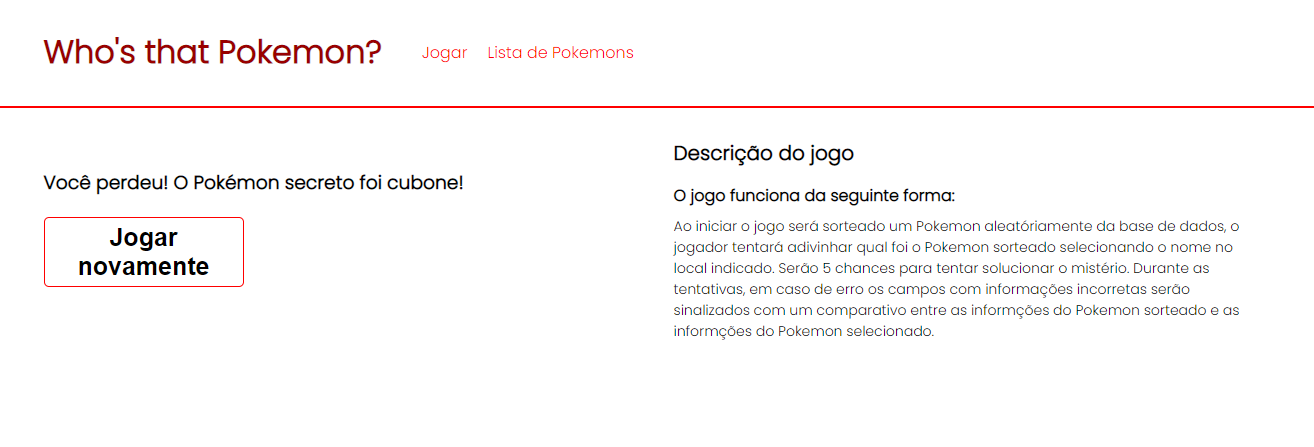 Who's that Pokemon?
Jogar
Lista de Pokemons
Você perdeu! O Pokémon secreto foi cubone!
Jogar
novamente
Descrição do jogo
O jogo funciona da seguinte forma:
Ao iniciar o jogo será sorteado um Pokemon aleatóriamente da base de dados, o
jogador tentará adivinhar qual foi o Pokemon sorteado selecionando o nome no
local indicado. Serão 5 chances para tentar solucionar o mistério. Durante as
tentativas, em caso de erro os campos com informações incorretas serão
sinalizados com um comparativo entre as informções do Pokemon sorteado e as
informções do Pokemon selecionado.